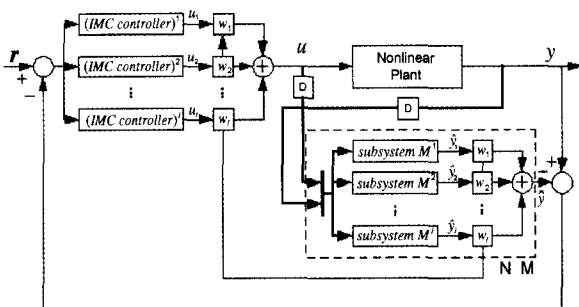 (IMC controller)¹ u₁ w₁
r + −
(IMC controller)² u₂ w₂ + u Nonlinear Plant y
⋮ ⋮
D D
(IMC controller)ˡ uₗ wₗ
subsystem M¹ ŷ₁ w₁
subsystem M² ŷ₂ w₂ + − + ŷ
⋮ ⋮
subsystem Mˡ ŷₗ wₗ
N M